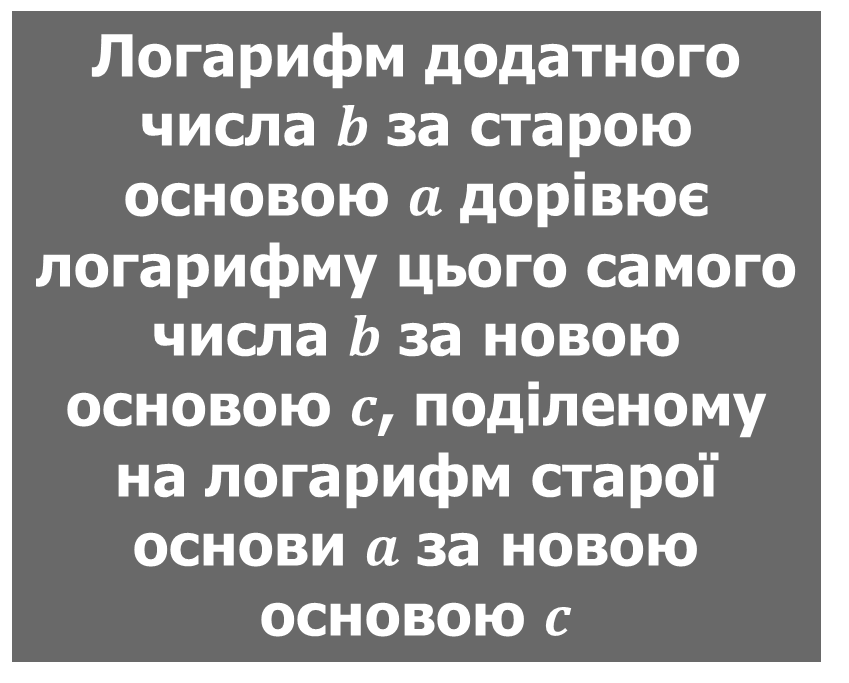 Логарифм додатного
числа b за старою
основою a дорівнює
логарифму цього самого
числа b за новою
основою c, поділеному
на логарифм старої
основи a за новою
основою c